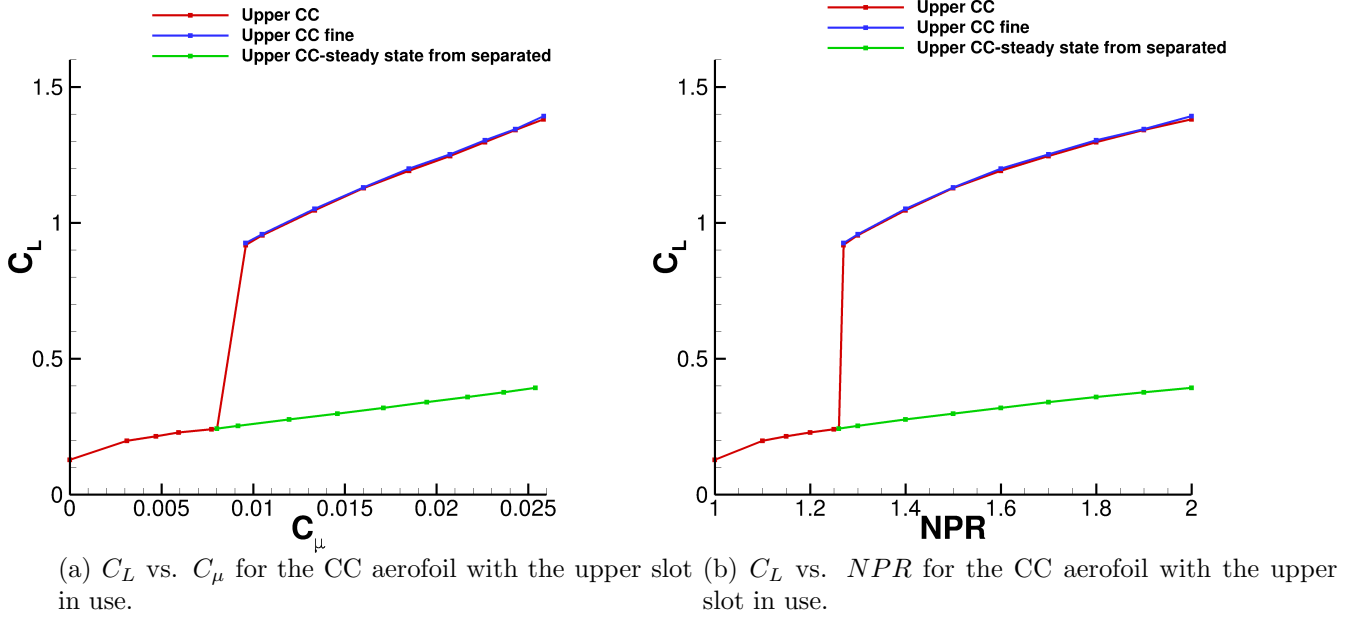 Upper CC
Upper CC fine
Upper CC-steady state from separated
1.5
1
0.5
0
C_L
0
0.005
0.01
0.015
0.02
0.025
C_μ
(a) C_L vs. C_μ for the CC aerofoil with the upper slot
in use.
Upper CC
Upper CC fine
Upper CC-steady state from separated
1.5
1
0.5
0
C_L
1
1.2
1.4
1.6
1.8
2
NPR
(b) C_L vs. NPR for the CC aerofoil with the upper
slot in use.